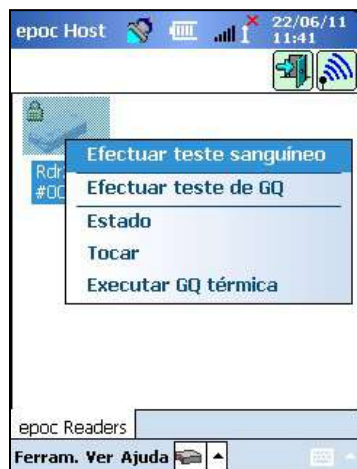 epoc Host 22/06/11
11:41
Rdr
#00
Efectuar teste sanguíneo
Efectuar teste de GQ
Estado
Tocar
Executar GQ térmica
epoc Readers
Ferram. Ver Ajuda